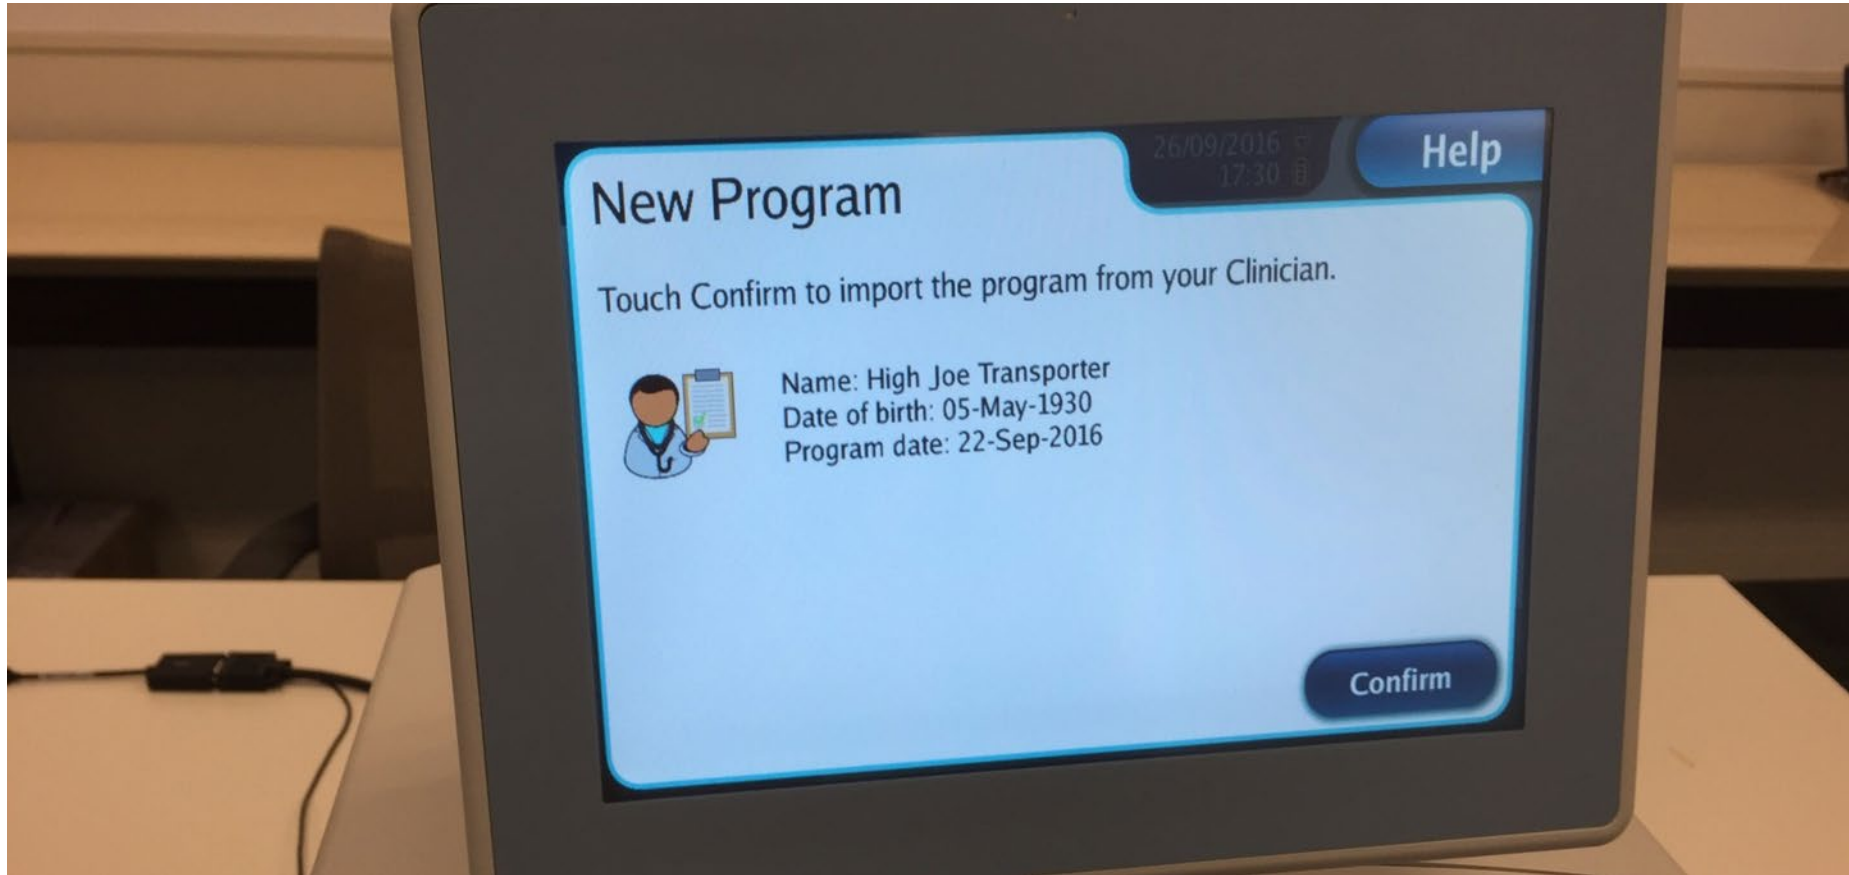 New Program
26/09/2016
17:30
Help
Touch Confirm to import the program from your Clinician.
Name: High Joe Transporter
Date of birth: 05-May-1930
Program date: 22-Sep-2016
Confirm